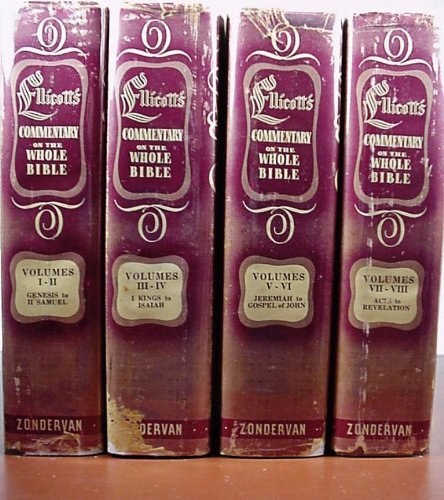 Ellicott's
COMMENTARY
ON THE
WHOLE
BIBLE
VOLUMES
I-II
GENESIS to
II SAMUEL
ZONDERVAN
Ellicott's
COMMENTARY
ON THE
WHOLE
BIBLE
VOLUMES
III-IV
I KINGS to
ISAIAH
DERVAN
Ellicott's
COMMENTARY
ON THE
WHOLE
BIBLE
VOLUMES
V-VI
JEREMIAH to
GOSPEL of JOHN
ZONDERVAN
Ellicott's
COMMENTARY
ON THE
WHOLE
BIBLE
VOLUMES
VII-VIII
ACTS to
REVELATION
ZONDERVAN